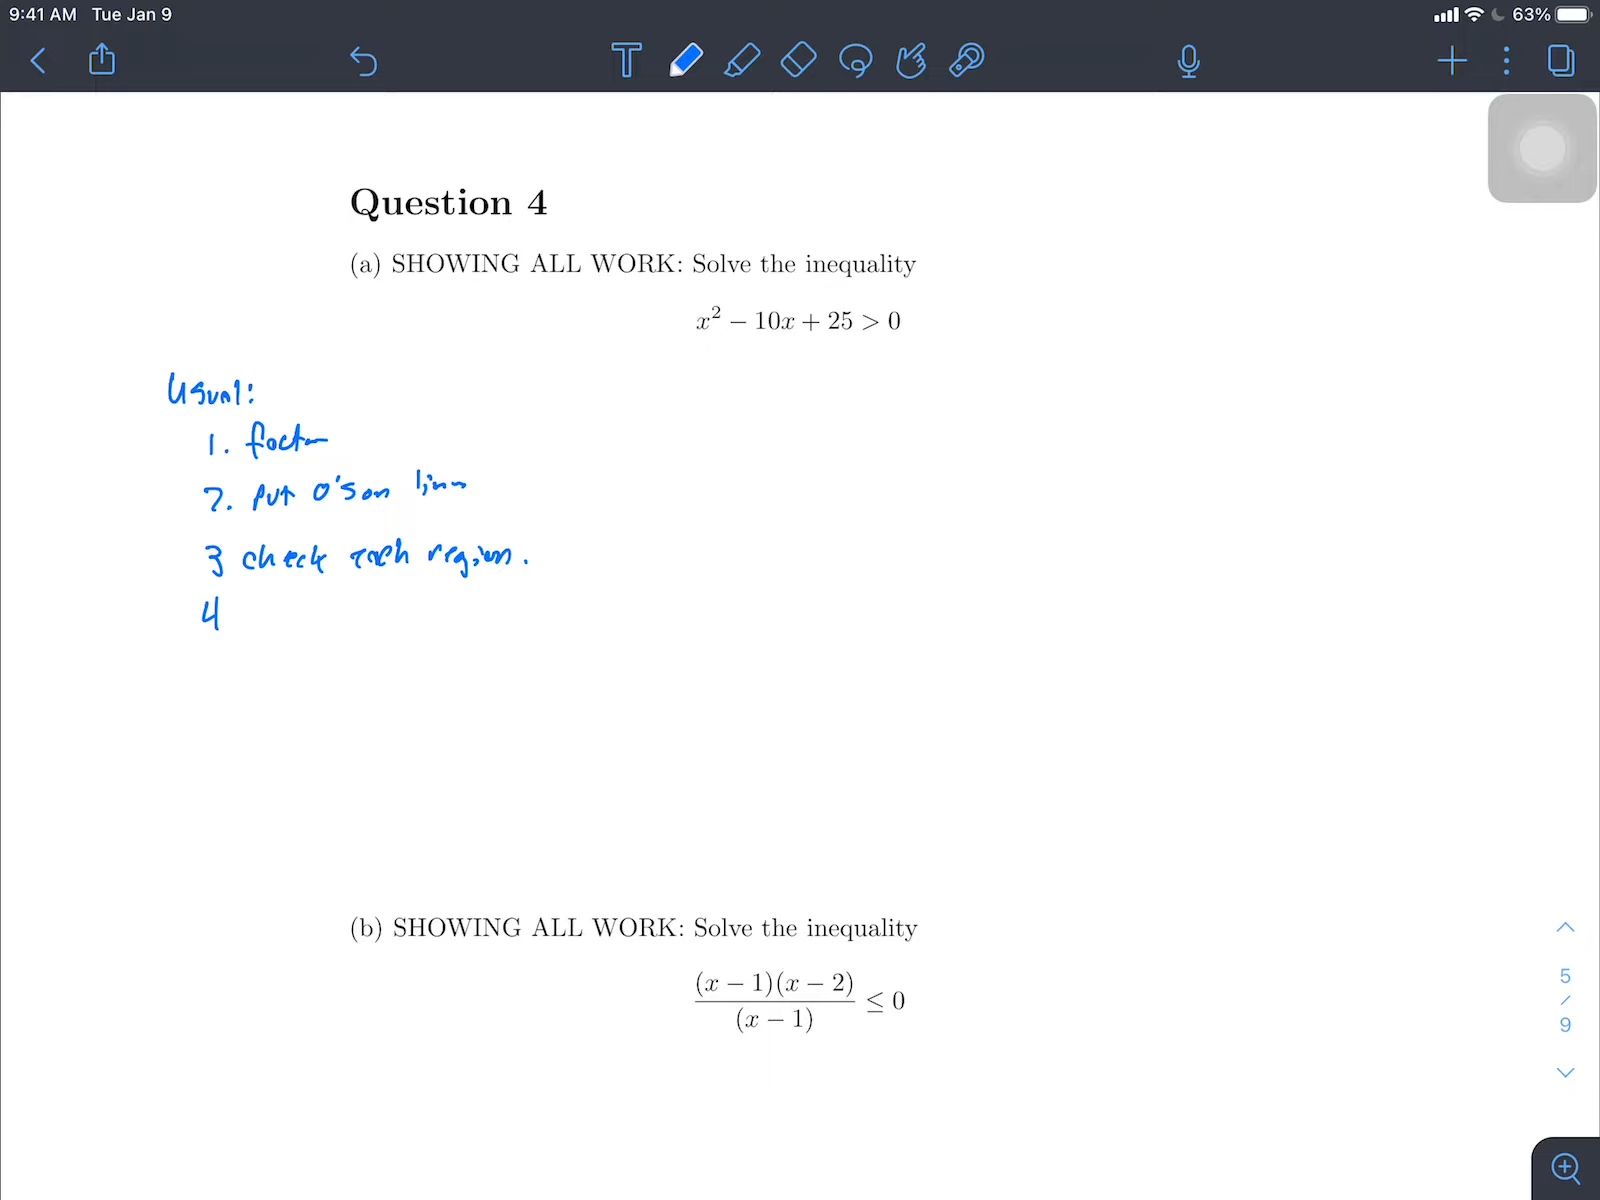 9:41 AM Tue Jan 9
63%
Question 4
(a) SHOWING ALL WORK: Solve the inequality
x² − 10x + 25 > 0
Usual:
1. factor
2. put 0's on line
3 check each region.
4
(b) SHOWING ALL WORK: Solve the inequality
(x − 1)(x − 2)
≤ 0
(x − 1)
5
/
9